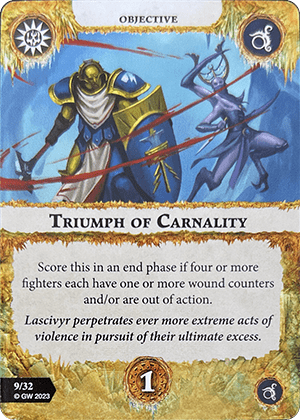 OBJECTIVE
TRIUMPH OF CARNALITY
Score this in an end phase if four or more
fighters each have one or more wound counters
and/or are out of action.
Lascivyr perpetrates ever more extreme acts of
violence in pursuit of their ultimate excess.
9/32
© GW 2023
1